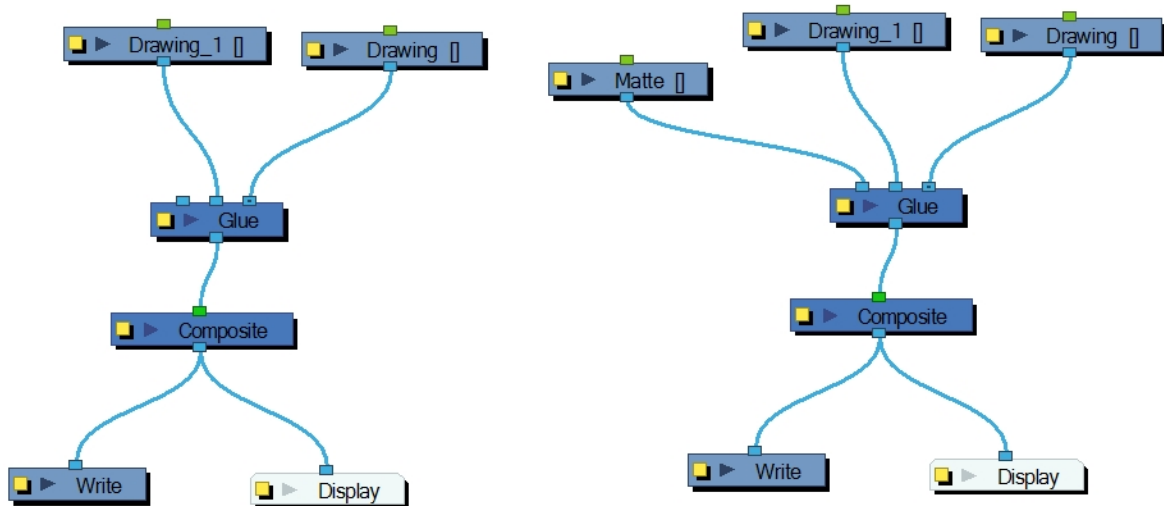 Drawing_1 []
Drawing []
Glue
Composite
Write
Display
Drawing_1 []
Drawing []
Matte []
Glue
Composite
Write
Display